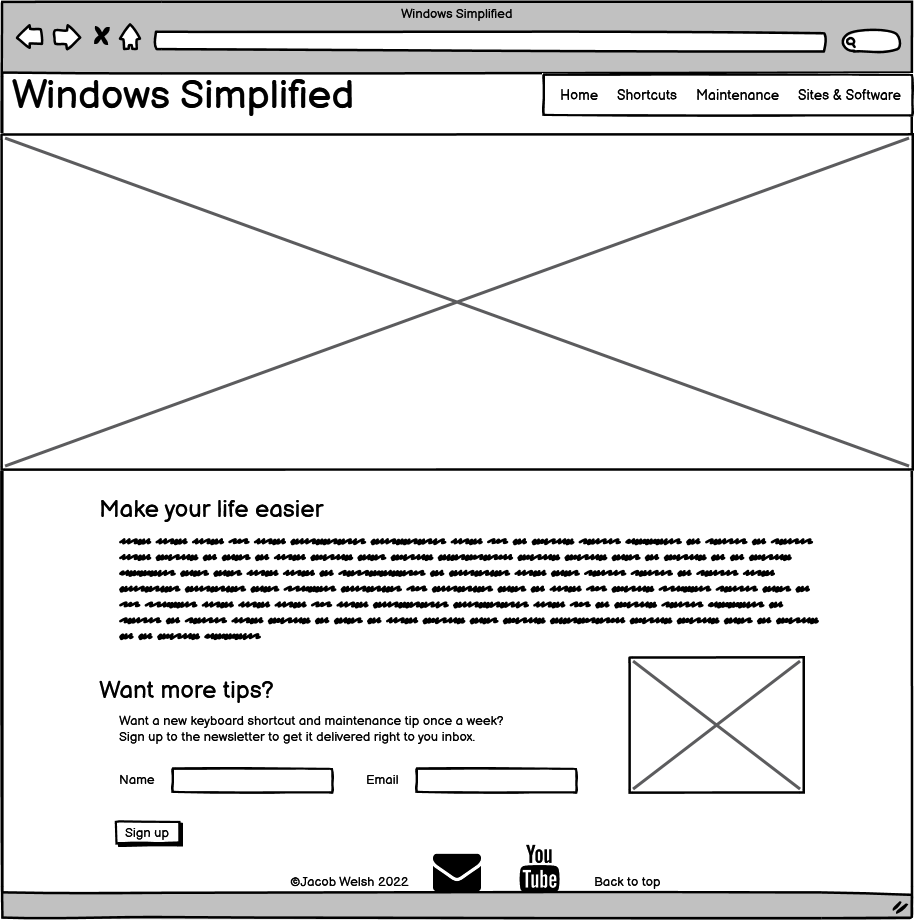 Windows Simplified
Windows Simplified
Home Shortcuts Maintenance Sites & Software
Make your life easier
Want more tips?
Want a new keyboard shortcut and maintenance tip once a week?
Sign up to the newsletter to get it delivered right to you inbox.
Name Email
Sign up
©Jacob Welsh 2022 You Tube Back to top